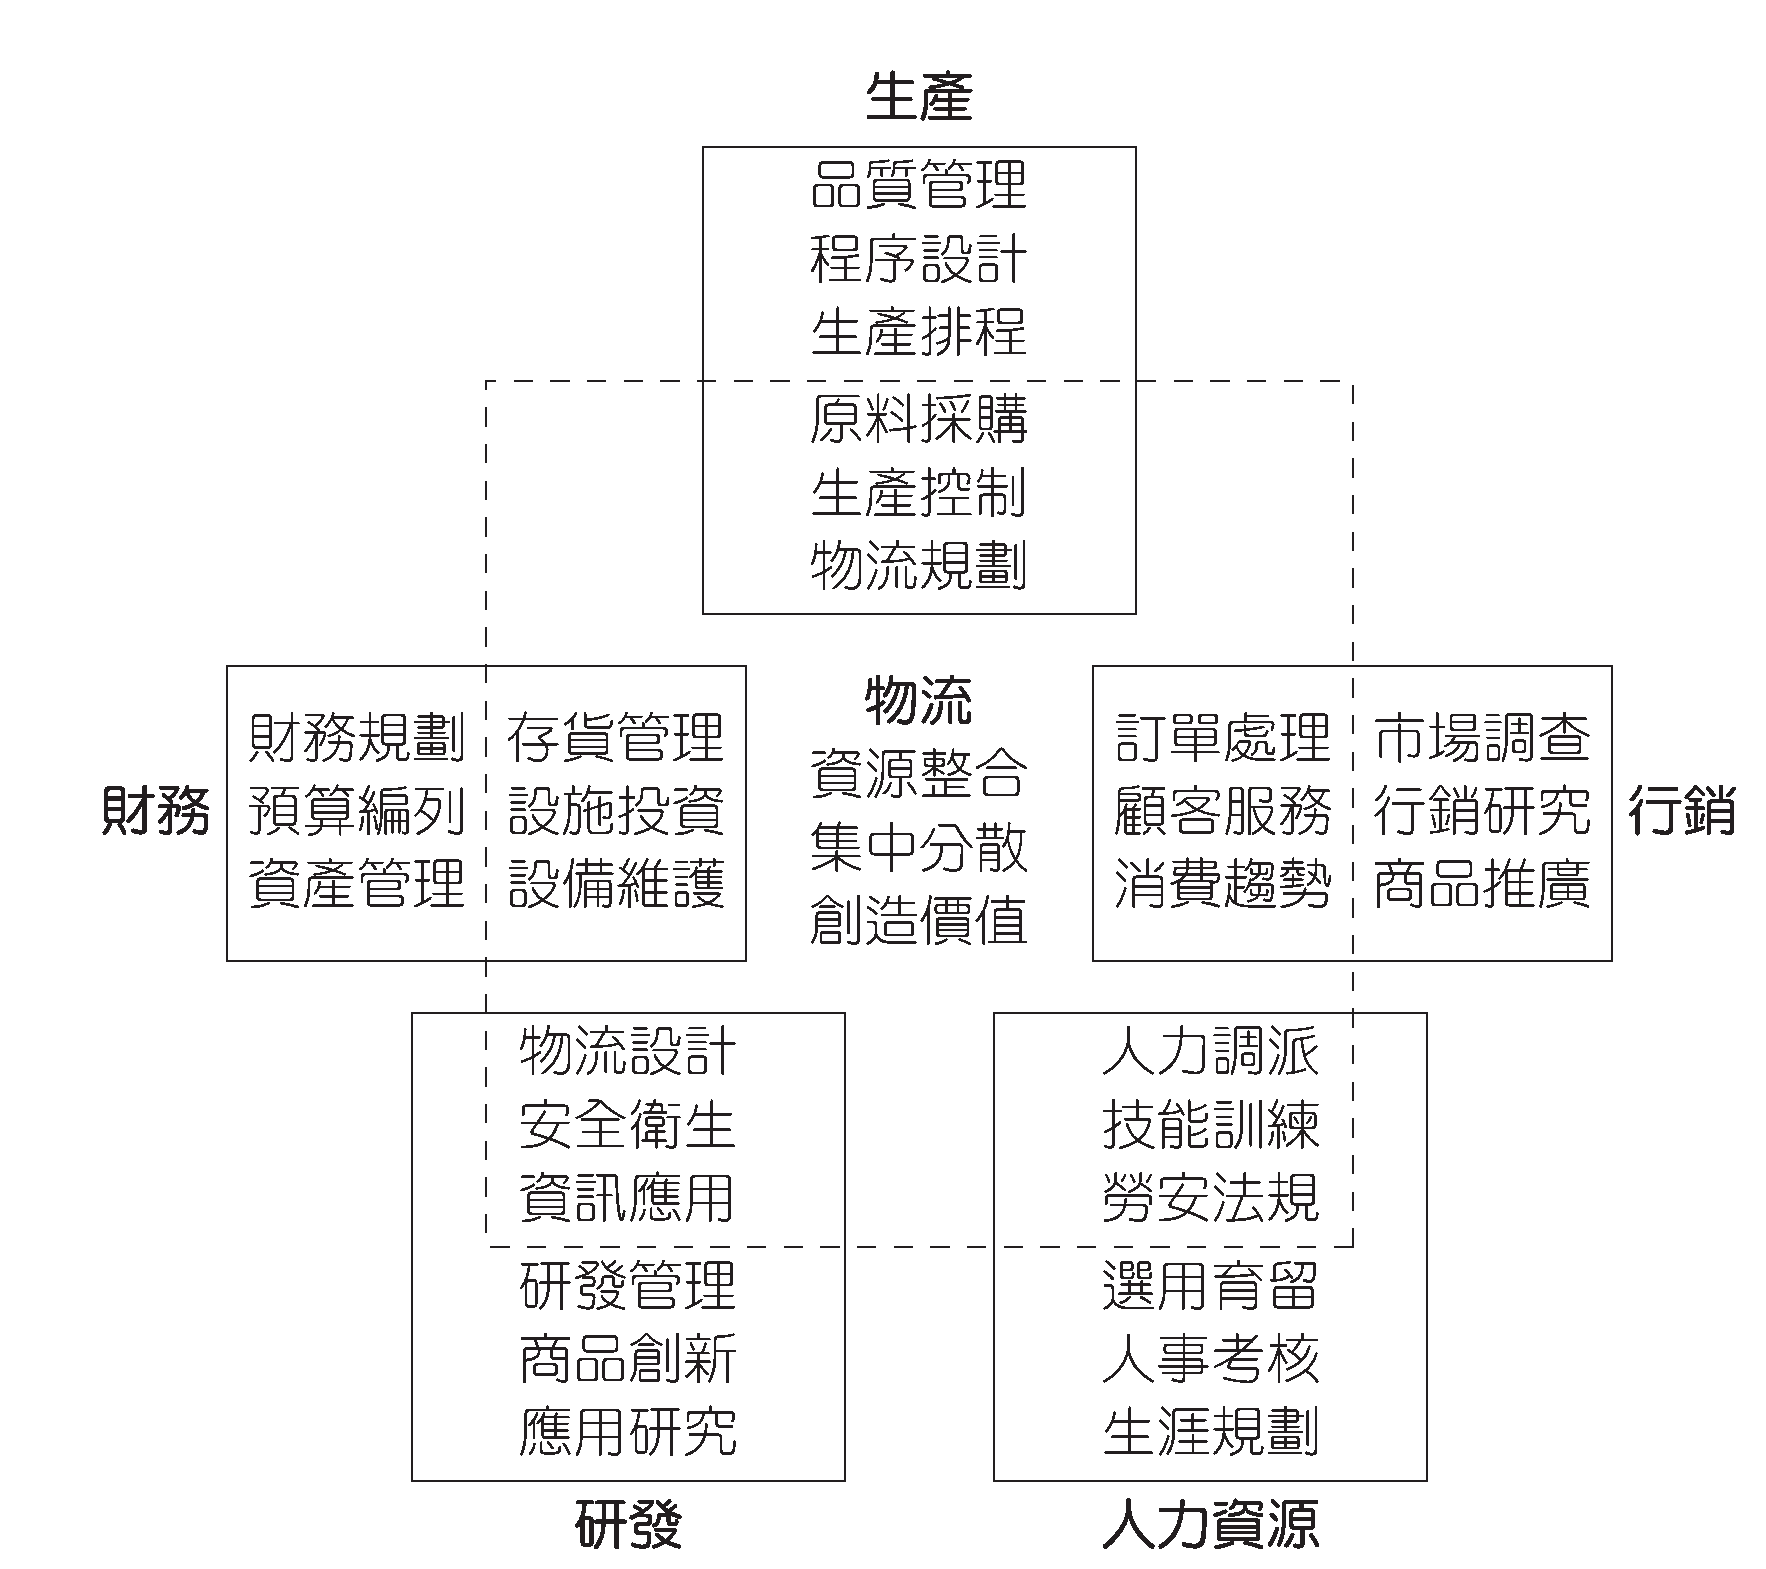 生產
品質管理
程序設計
生產排程
原料採購
生產控制
物流規劃
財務
財務規劃
預算編列
資產管理
存貨管理
設施投資
設備維護
物流
資源整合
集中分散
創造價值
訂單處理
顧客服務
消費趨勢
市場調查
行銷研究
商品推廣
行銷
物流設計
安全衛生
資訊應用
研發管理
商品創新
應用研究
研發
人力調派
技能訓練
勞安法規
選用育留
人事考核
生涯規劃
人力資源